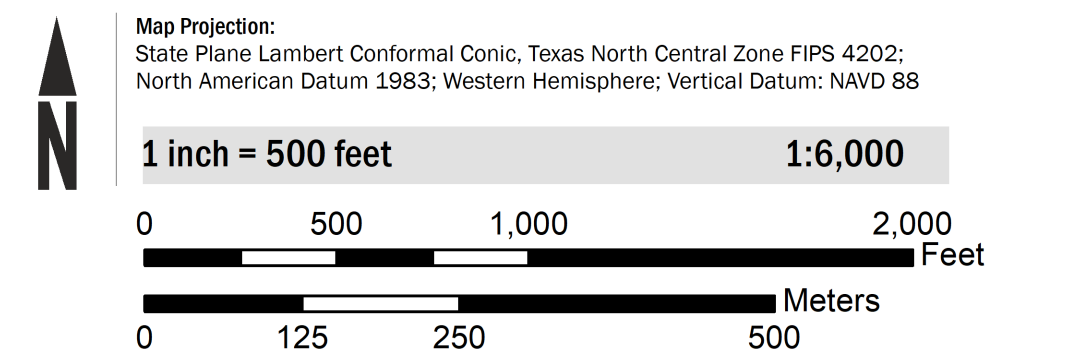 N
Map Projection:
State Plane Lambert Conformal Conic, Texas North Central Zone FIPS 4202;
North American Datum 1983; Western Hemisphere; Vertical Datum: NAVD 88
1 inch = 500 feet 1:6,000
0 500 1,000 2,000
Feet
Meters
0 125 250 500